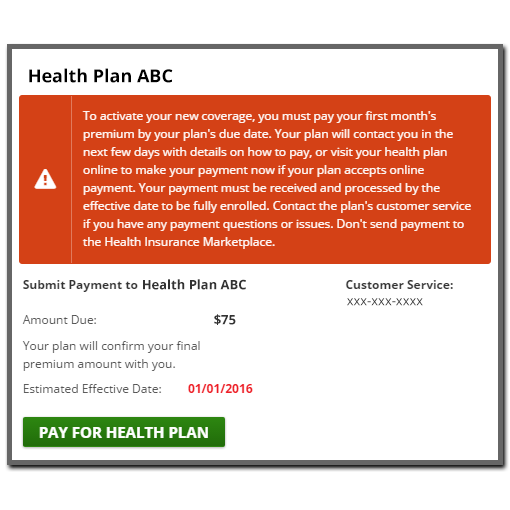 Health Plan ABC
To activate your new coverage, you must pay your first month's
premium by your plan's due date. Your plan will contact you in the
next few days with details on how to pay, or visit your health plan
online to make your payment now if your plan accepts online
payment. Your payment must be received and processed by the
effective date to be fully enrolled. Contact the plan's customer service
if you have any payment questions or issues. Don't send payment to
the Health Insurance Marketplace.
Submit Payment to Health Plan ABC
Customer Service:
xxx-xxx-xxxx
Amount Due: $75
Your plan will confirm your final
premium amount with you.
Estimated Effective Date: 01/01/2016
PAY FOR HEALTH PLAN